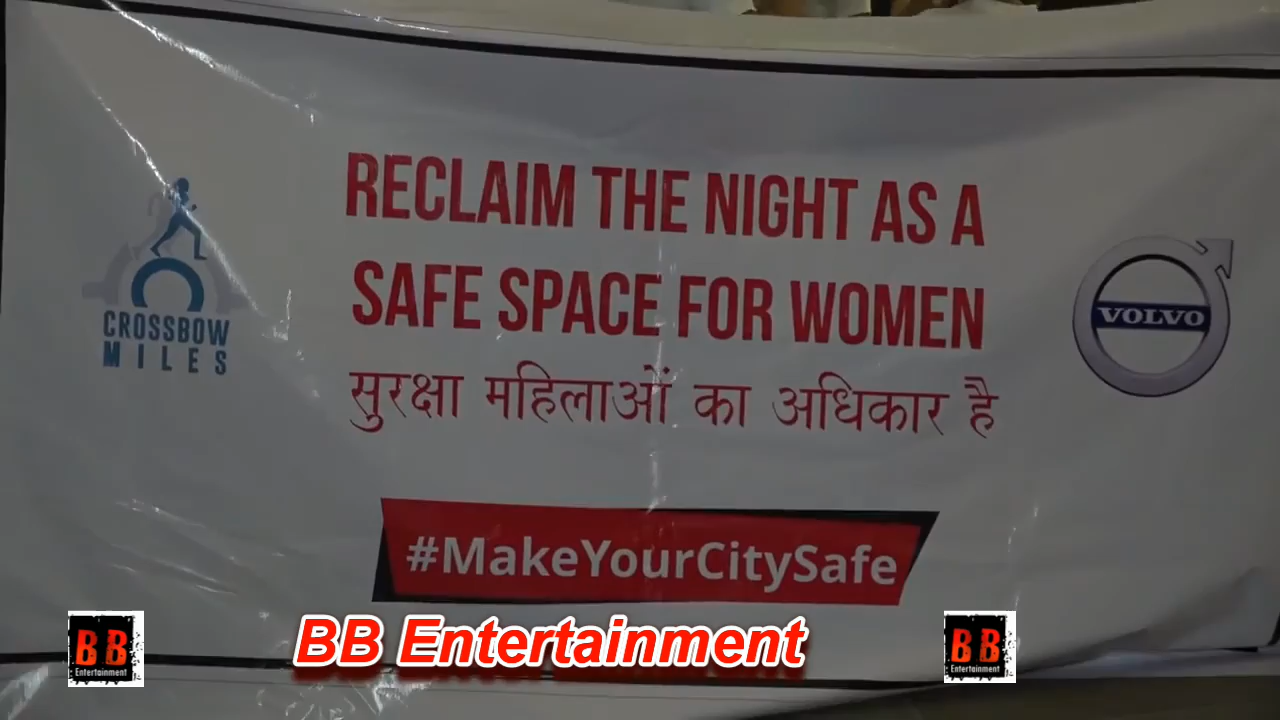 RECLAIM THE NIGHT AS A
SAFE SPACE FOR WOMEN
सुरक्षा महिलाओं का अधिकार है
CROSSBOW
MILES
VOLVO
#MakeYourCitySafe
BB Entertainment
BB
Entertainment
BB
Entertainment